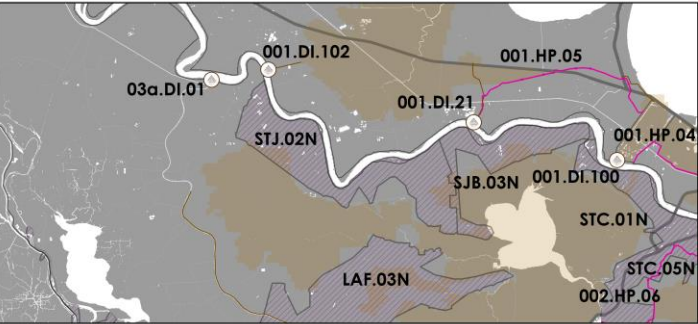 001.DI.102
001.HP.05
03a.DI.01
001.DI.21
001.HP.04
STJ.02N
SJB.03N
001.DI.100
STC.01N
LAF.03N
STC.05N
002.HP.06